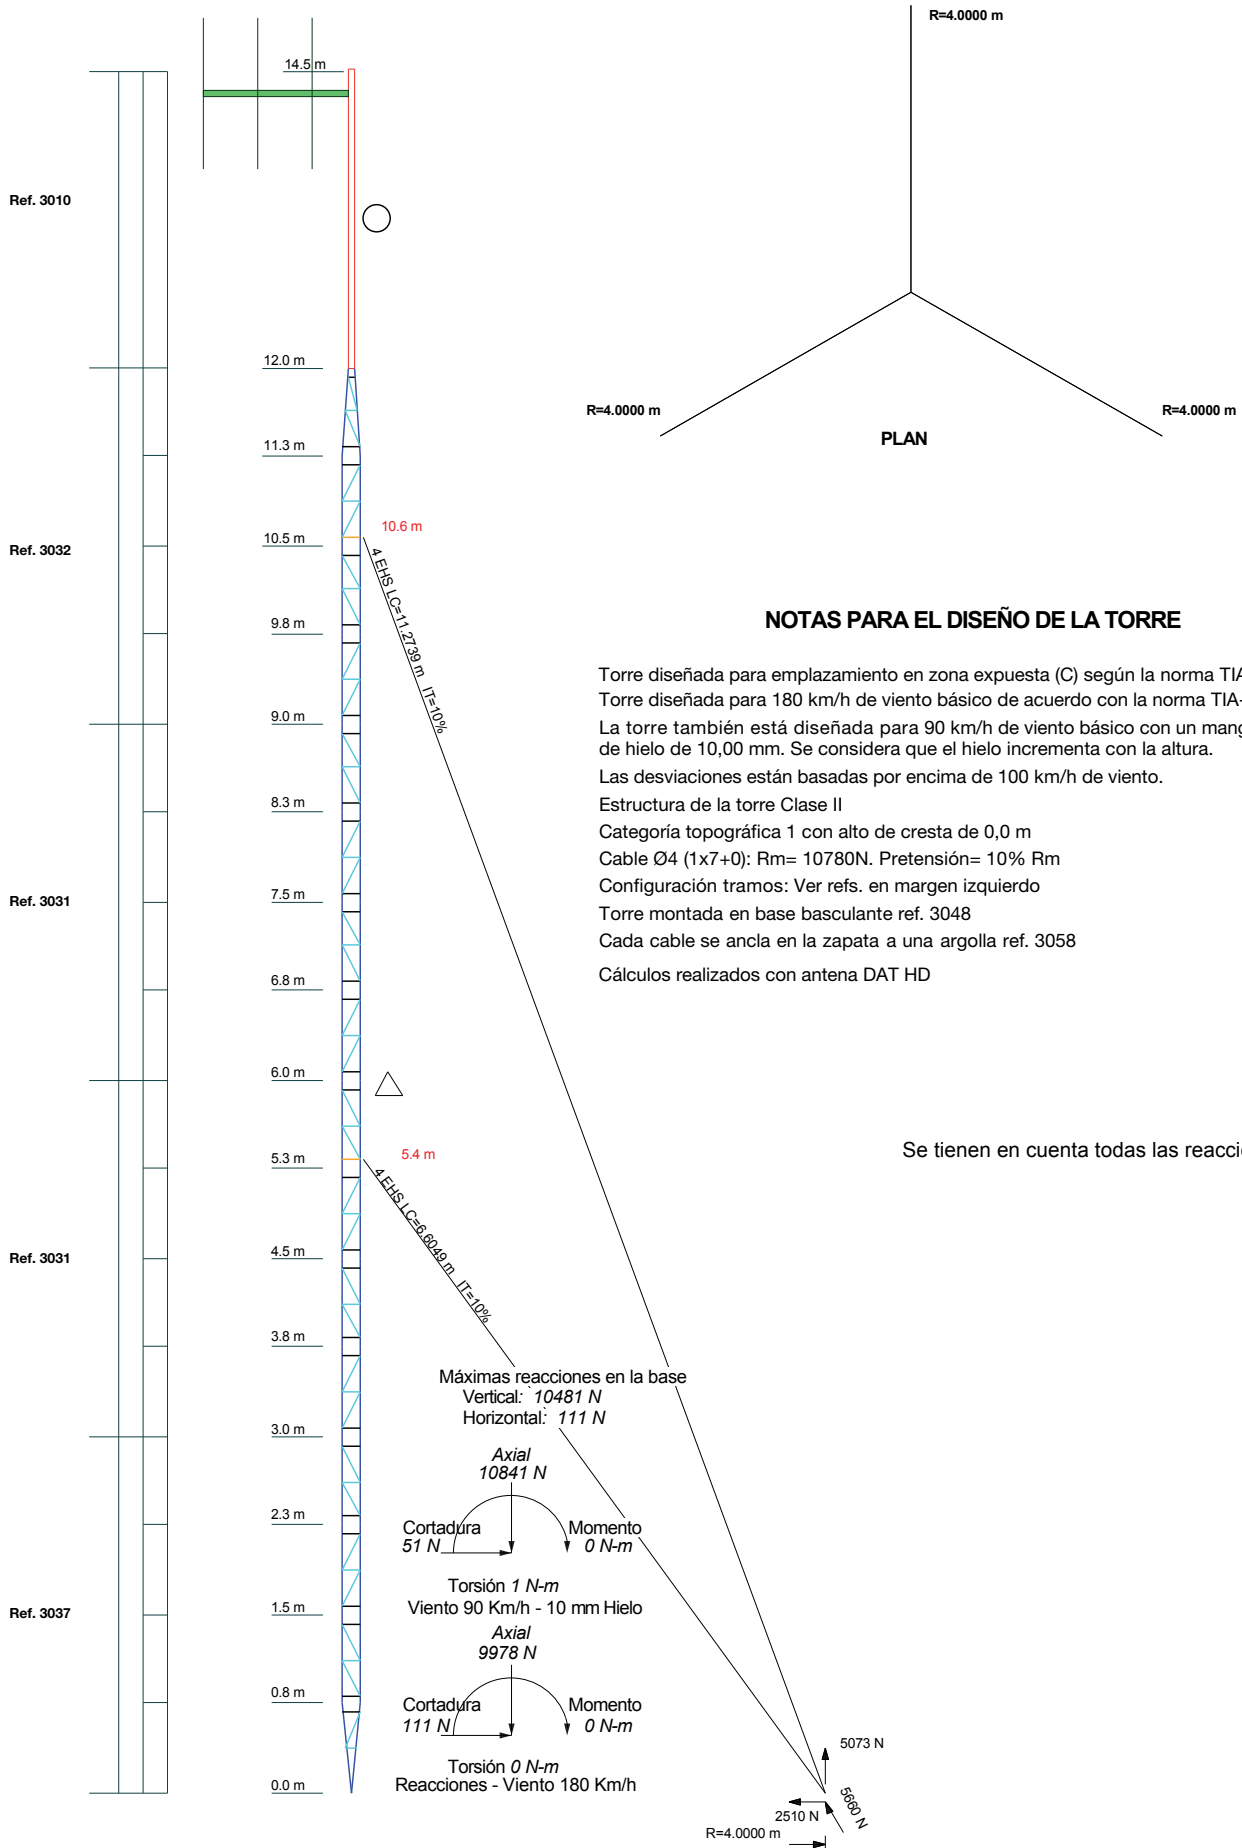 R=4.0000 m
14.5 m
Ref. 3010
12.0 m
R=4.0000 m
R=4.0000 m
PLAN
11.3 m
10.6 m
10.5 m
Ref. 3032
4 EHS LC=11.2739 m IT=10%
9.8 m
9.0 m
8.3 m
NOTAS PARA EL DISEÑO DE LA TORRE
Torre diseñada para emplazamiento en zona expuesta (C) según la norma TIA
Torre diseñada para 180 km/h de viento básico de acuerdo con la norma TIA-
La torre también está diseñada para 90 km/h de viento básico con un mang
de hielo de 10,00 mm. Se considera que el hielo incrementa con la altura.
Las desviaciones están basadas por encima de 100 km/h de viento.
Estructura de la torre Clase II
Categoría topográfica 1 con alto de cresta de 0,0 m
Cable Ø4 (1x7+0): Rm= 10780N. Pretensión= 10% Rm
Configuración tramos: Ver refs. en margen izquierdo
Torre montada en base basculante ref. 3048
Cada cable se ancla en la zapata a una argolla ref. 3058
Cálculos realizados con antena DAT HD
Ref. 3031
7.5 m
6.8 m
6.0 m
Se tienen en cuenta todas las reacci
5.4 m
5.3 m
4 EHS LC=6.6049 m IT=10%
Ref. 3031
4.5 m
3.8 m
3.0 m
Máximas reacciones en la base
Vertical: 10481 N
Horizontal: 111 N
Axial
10841 N
2.3 m
Cortadura
51 N
Momento
0 N-m
Torsión 1 N-m
Viento 90 Km/h - 10 mm Hielo
Ref. 3037
1.5 m
Axial
9978 N
0.8 m
Cortadura
111 N
Momento
0 N-m
Torsión 0 N-m
Reacciones - Viento 180 Km/h
0.0 m
5073 N
5660 N
2510 N
R=4.0000 m